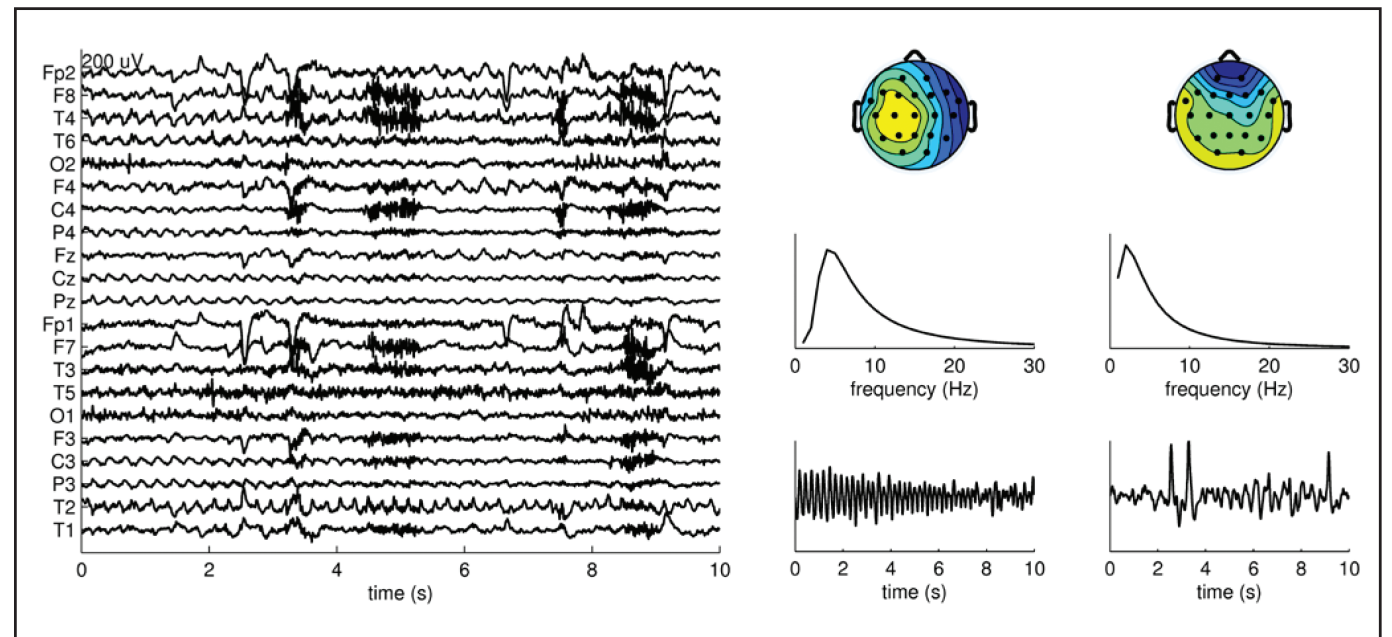 200 uV
Fp2
F8
T4
T6
O2
F4
C4
P4
Fz
Cz
Pz
Fp1
F7
T3
T5
O1
F3
C3
P3
T2
T1
0 2 4 6 8 10
time (s)
0 10 20 30
frequency (Hz)
0 10 20 30
frequency (Hz)
0 2 4 6 8 10
time (s)
0 2 4 6 8 10
time (s)